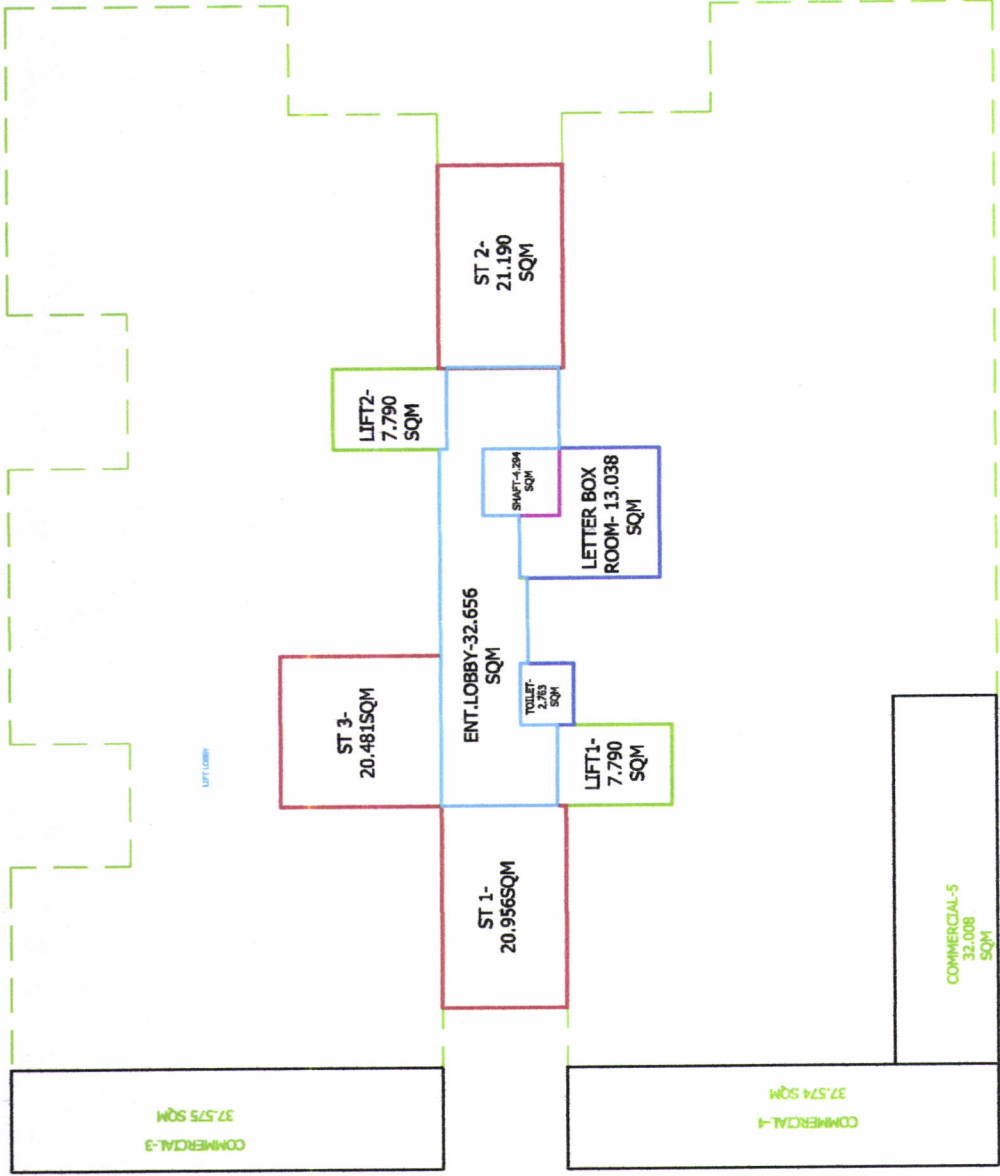 COMMERCIAL-3
37.575 SQM
LIFT LOBBY
ST 3-
20.481SQM
LIFT2-
7.790
SQM
ST 1-
20.956SQM
ENT.LOBBY-32.656
SQM
ST 2-
21.190
SQM
TOILET-
2.763
SQM
SHAFT-4.294
SQM
LIFT1-
7.790
SQM
LETTER BOX
ROOM- 13.038
SQM
COMMERCIAL-4
37.574 SQM
COMMERCIAL-5
32.008
SQM